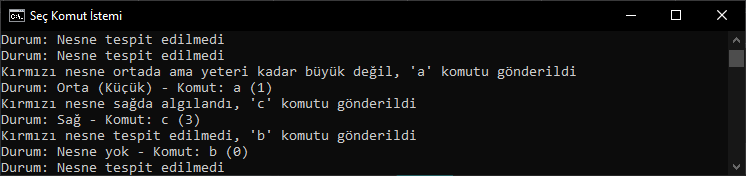 Seç Komut İstemi
Durum: Nesne tespit edilmedi
Durum: Nesne tespit edilmedi
Kırmızı nesne ortada ama yeteri kadar büyük değil, 'a' komutu gönderildi
Durum: Orta (Küçük) - Komut: a (1)
Kırmızı nesne sağda algılandı, 'c' komutu gönderildi
Durum: Sağ - Komut: c (3)
Kırmızı nesne tespit edilmedi, 'b' komutu gönderildi
Durum: Nesne yok - Komut: b (0)
Durum: Nesne tespit edilmedi